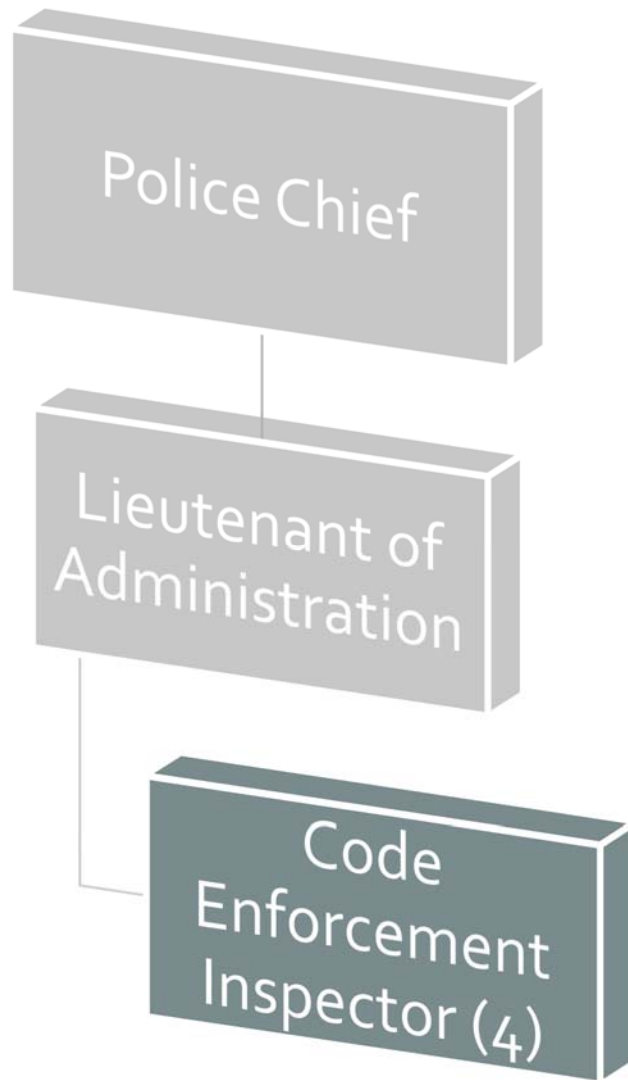 Police Chief
Lieutenant of
Administration
Code
Enforcement
Inspector (4)